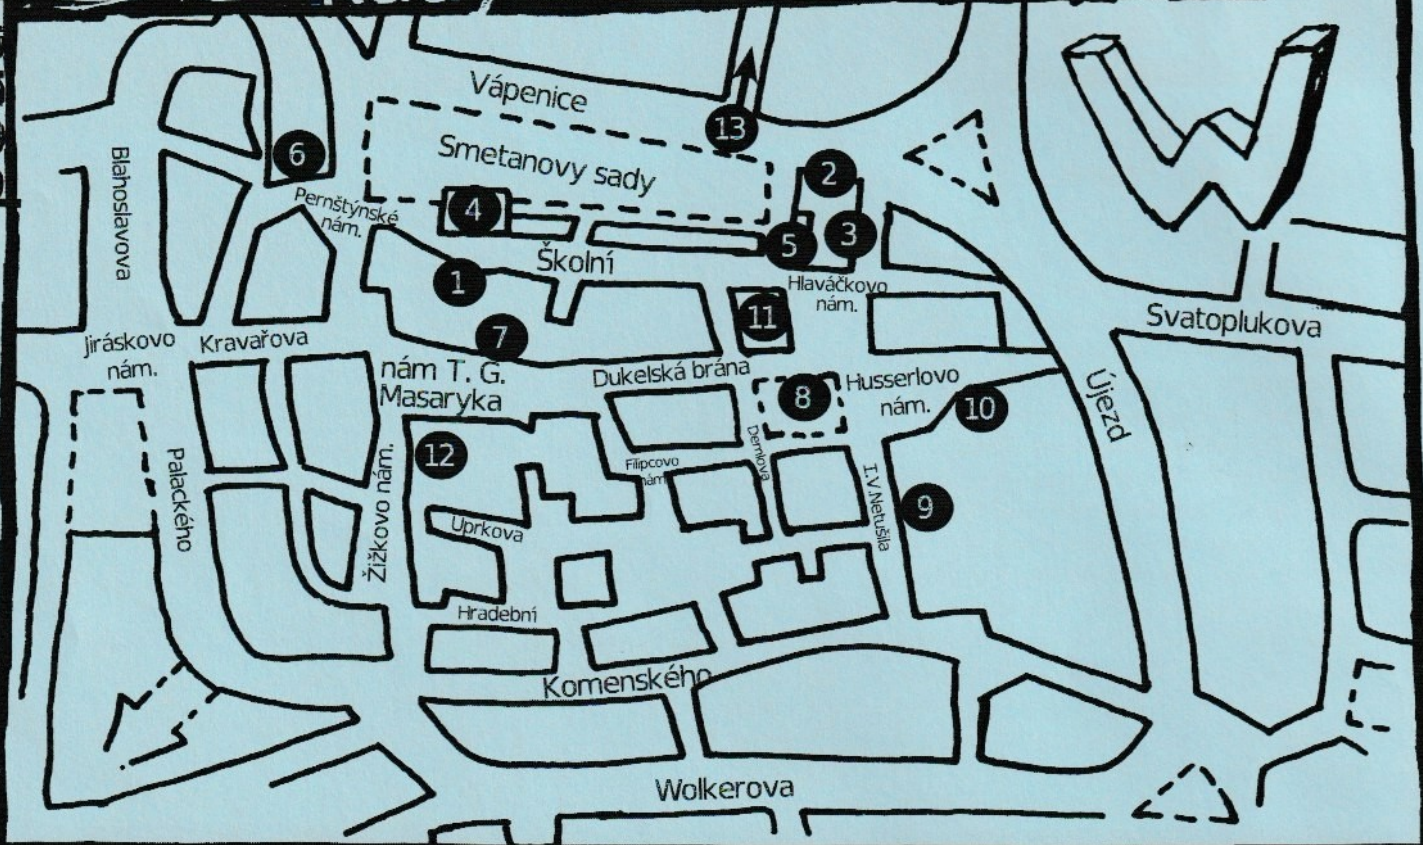 Vápenice
13
Smetanovy sady
6
2
Blahoslavova
Pernštýnské
nám.
4
5
3
Školní
1
Hlaváčkovo
nám.
11
Svatoplukova
Jiráskovo
nám.
Kravařova
7
nám T. G.
Masaryka
Dukelská brána
8
Husserlovo
nám.
10
Újezd
12
Žižkovo nám.
Palackého
Filipcovo
nám
Demlova
I.V.Netušila
9
Uprkova
Hradební
Komenského
Wolkerova